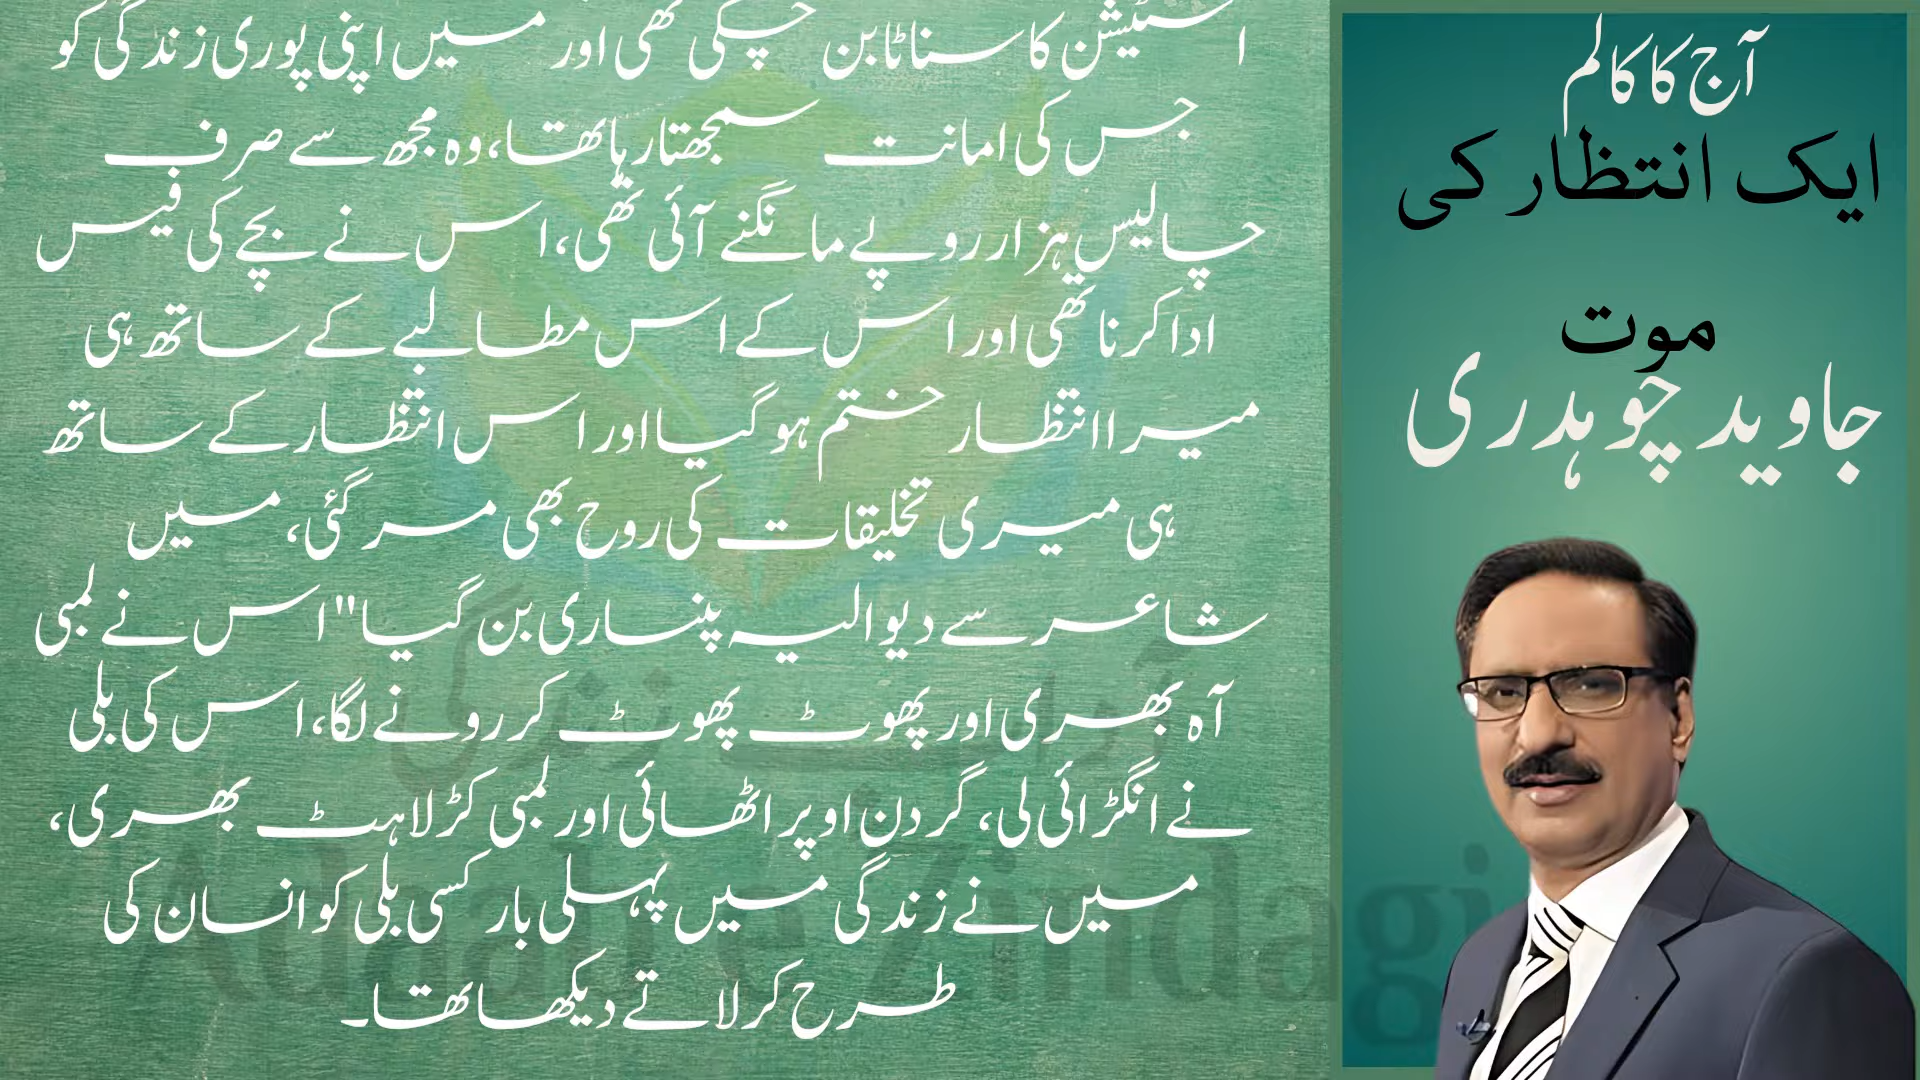 آج کا کالم
ایک انتظار کی
موت
جاوید چوہدری
اسٹیشن کا سناٹا بن چکی تھی اور میں اپنی پوری زندگی کو
جس کی امانت سمجھتا رہا تھا، وہ مجھ سے صرف
چالیس ہزار روپے مانگنے آئی تھی، اس نے بچے کی فیس
ادا کرنا تھی اور اس کے اس مطالبے کے ساتھ ہی
میرا انتظار ختم ہو گیا اور اس انتظار کے ساتھ
ہی میری تخلیقات کی روح بھی مر گئی، میں
شاعر سے دیوالیہ پنساری بن گیا" اس نے لمبی
آہ بھری اور پھوٹ پھوٹ کر رونے لگا، اس کی بلی
نے انگڑائی لی، گردن اوپر اٹھائی اور لمبی کڑلاہٹ بھری،
میں نے زندگی میں پہلی بار کسی بلی کو انسان کی
طرح کرلاتے دیکھا تھا۔
آداب زندگی
Adaab e Zindagi